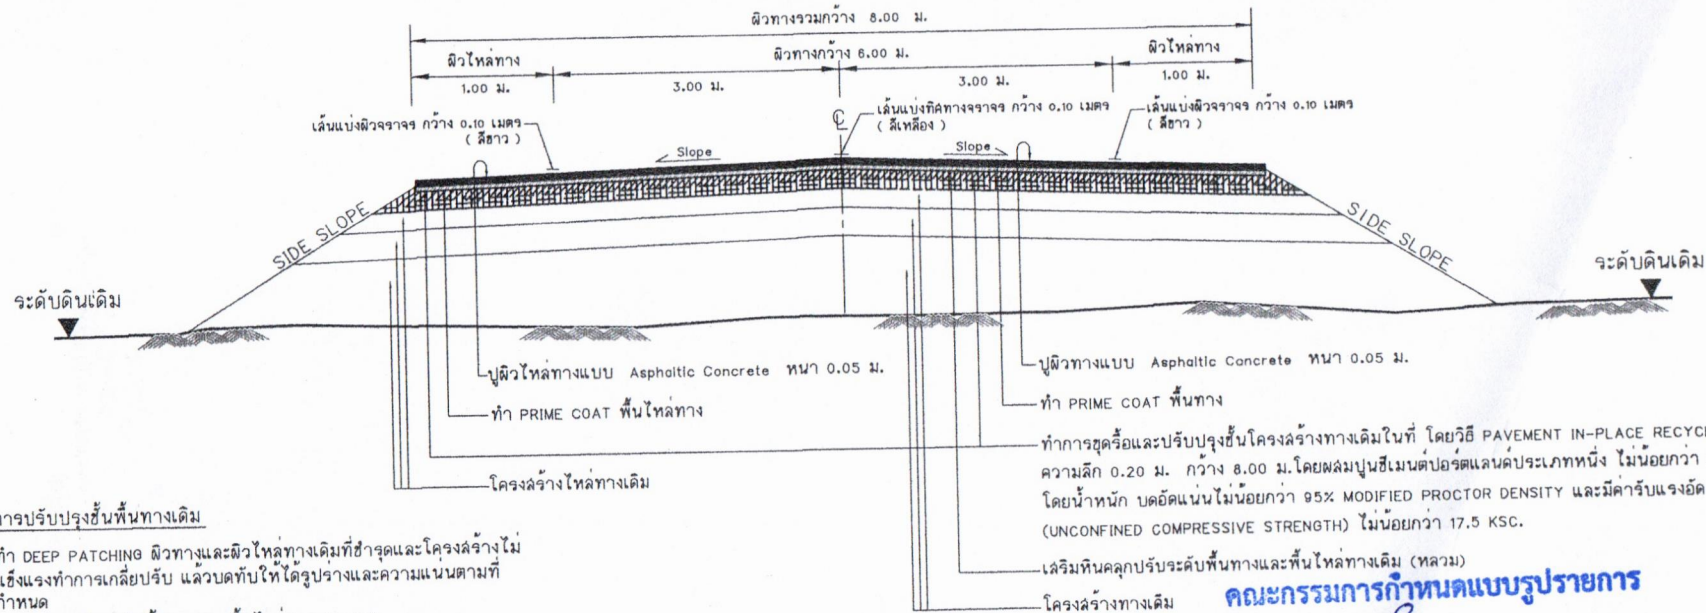 ผิวทางรวมกว้าง 8.00 ม.
ผิวไหล่ทาง
ผิวทางกว้าง 6.00 ม.
ผิวไหล่ทาง
1.00 ม.
3.00 ม.
3.00 ม.
1.00 ม.
เส้นแบ่งผิวจราจร กว้าง 0.10 เมตร
( สีขาว )
เส้นแบ่งทิศทางจราจร กว้าง 0.10 เมตร
( สีเหลือง )
เส้นแบ่งผิวจราจร กว้าง 0.10 เมตร
( สีขาว )
Slope
Slope
SIDE SLOPE
SIDE SLOPE
ระดับดินเดิม
ระดับดินเดิม
ปูผิวไหล่ทางแบบ Asphaltic Concrete หนา 0.05 ม.
ปูผิวทางแบบ Asphaltic Concrete หนา 0.05 ม.
ทำ PRIME COAT พื้นไหล่ทาง
ทำ PRIME COAT พื้นทาง
ทำการขุดรื้อและปรับปรุงชั้นโครงสร้างทางเดิมในที่ โดยวิธี PAVEMENT IN-PLACE RECYC
ความลึก 0.20 ม. กว้าง 8.00 ม.โดยผสมปูนซีเมนต์ปอร์ตแลนด์ประเภทหนึ่ง ไม่น้อยกว่า
โดยน้ำหนัก บดอัดแน่นไม่น้อยกว่า 95% MODIFIED PROCTOR DENSITY และมีค่ารับแรงอัด
(UNCONFINED COMPRESSIVE STRENGTH) ไม่น้อยกว่า 17.5 KSC.
โครงสร้างไหล่ทางเดิม
เสริมหินคลุกปรับระดับพื้นทางและพื้นไหล่ทางเดิม (หลวม)
โครงสร้างทางเดิม
คณะกรรมการกำหนดแบบรูปรายการ
การปรับปรุงชั้นพื้นทางเดิม
ทำ DEEP PATCHING ผิวทางและผิวไหล่ทางเดิมที่ชำรุดและโครงสร้างไม่
แข็งแรงทำการเกลี่ยปรับ แล้วบดทับให้ได้รูปร่างและความแน่นตามที่
กำหนด